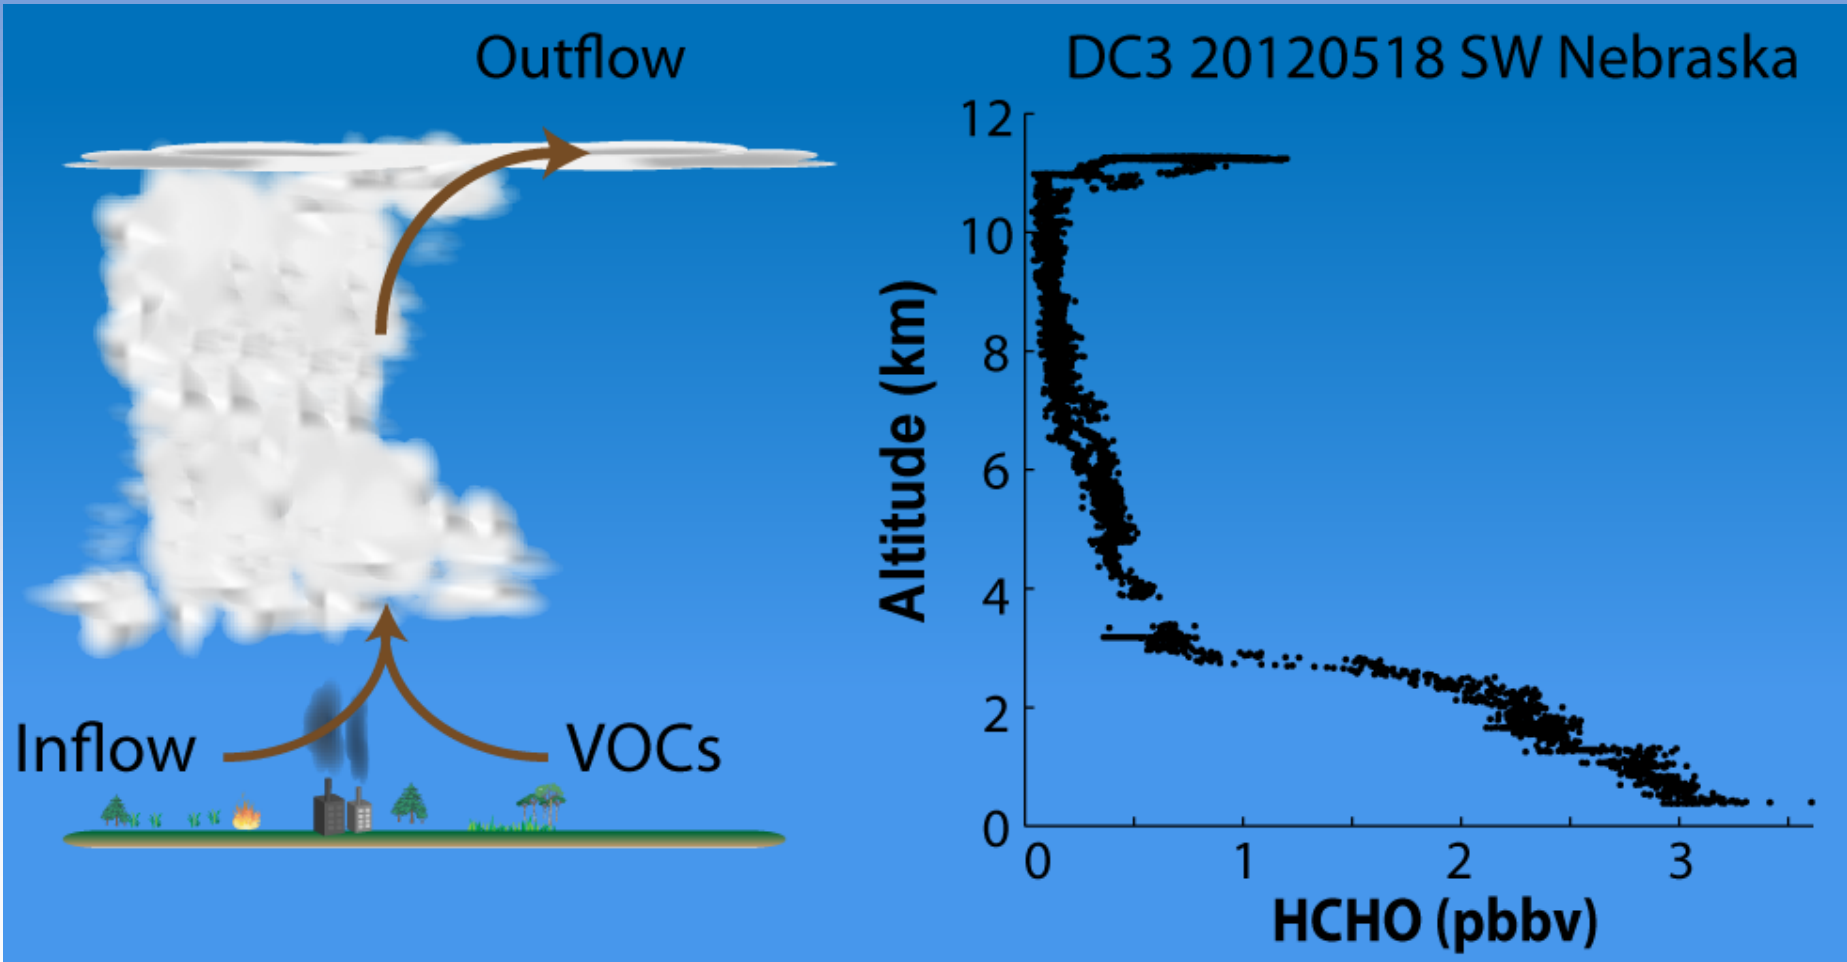 Outflow
Inflow
VOCs
DC3 20120518 SW Nebraska
12
10
8
6
4
2
0
Altitude (km)
0 1 2 3
HCHO (pbbv)